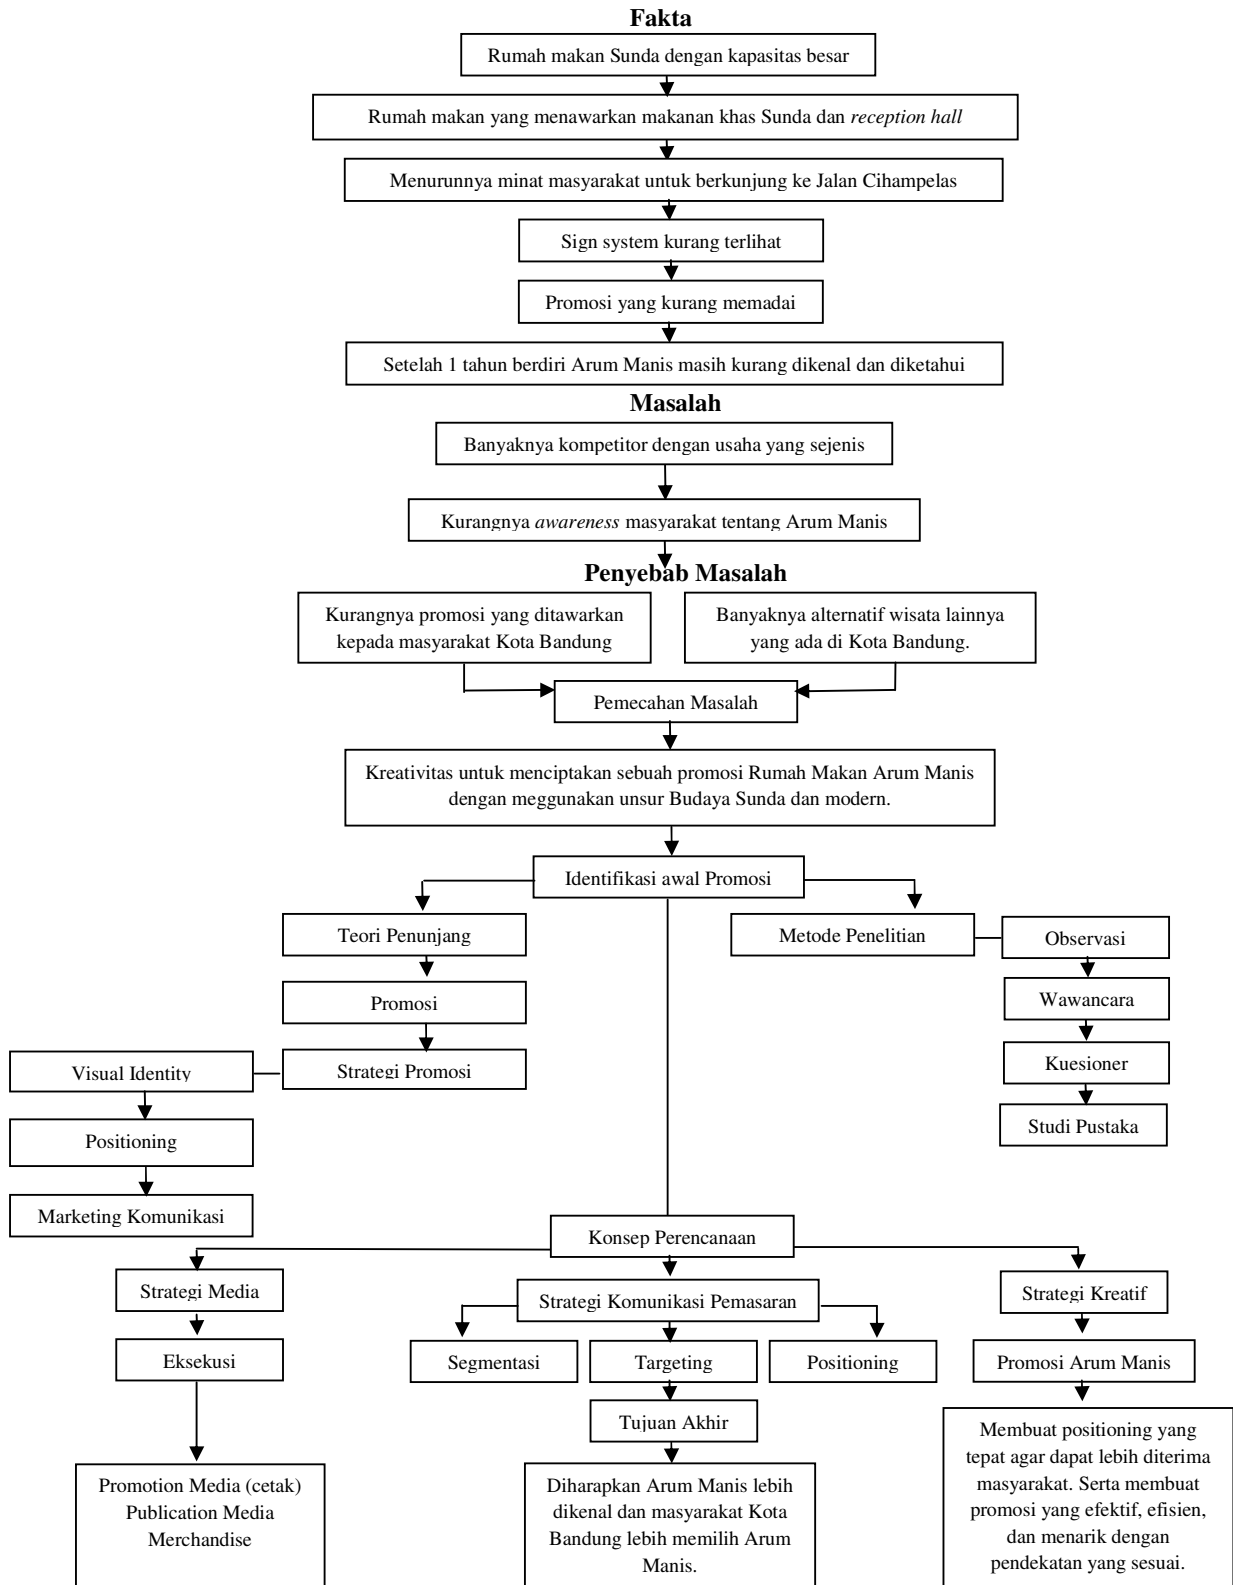 Fakta
Rumah makan Sunda dengan kapasitas besar
Rumah makan yang menawarkan makanan khas Sunda dan reception hall
Menurunnya minat masyarakat untuk berkunjung ke Jalan Cihampelas
Sign system kurang terlihat
Promosi yang kurang memadai
Setelah 1 tahun berdiri Arum Manis masih kurang dikenal dan diketahui
Masalah
Banyaknya kompetitor dengan usaha yang sejenis
Kurangnya awareness masyarakat tentang Arum Manis
Penyebab Masalah
Kurangnya promosi yang ditawarkan
kepada masyarakat Kota Bandung
Banyaknya alternatif wisata lainnya
yang ada di Kota Bandung.
Pemecahan Masalah
Kreativitas untuk menciptakan sebuah promosi Rumah Makan Arum Manis
dengan meggunakan unsur Budaya Sunda dan modern.
Identifikasi awal Promosi
Teori Penunjang
Promosi
Strategi Promosi
Visual Identity
Positioning
Marketing Komunikasi
Metode Penelitian
Observasi
Wawancara
Kuesioner
Studi Pustaka
Konsep Perencanaan
Strategi Media
Eksekusi
Promotion Media (cetak)
Publication Media
Merchandise
Strategi Komunikasi Pemasaran
Segmentasi
Targeting
Positioning
Tujuan Akhir
Diharapkan Arum Manis lebih
dikenal dan masyarakat Kota
Bandung lebih memilih Arum
Manis.
Strategi Kreatif
Promosi Arum Manis
Membuat positioning yang
tepat agar dapat lebih diterima
masyarakat. Serta membuat
promosi yang efektif, efisien,
dan menarik dengan
pendekatan yang sesuai.